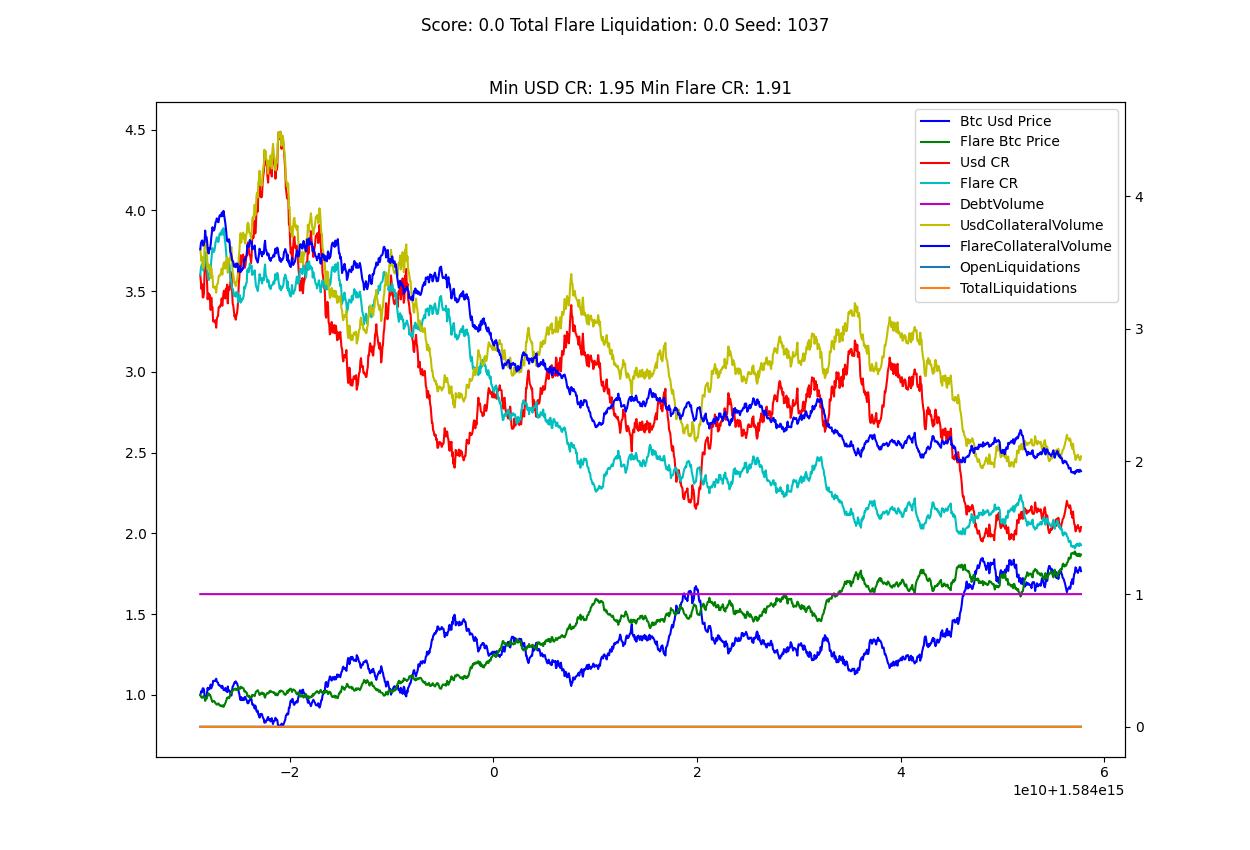 Score: 0.0 Total Flare Liquidation: 0.0 Seed: 1037
Min USD CR: 1.95 Min Flare CR: 1.91
Btc Usd Price
Flare Btc Price
Usd CR
Flare CR
DebtVolume
UsdCollateralVolume
FlareCollateralVolume
OpenLiquidations
TotalLiquidations
4.5
4.0
3.5
3.0
2.5
2.0
1.5
1.0
4
3
2
1
0
−2
0
2
4
6
1e10+1.584e15